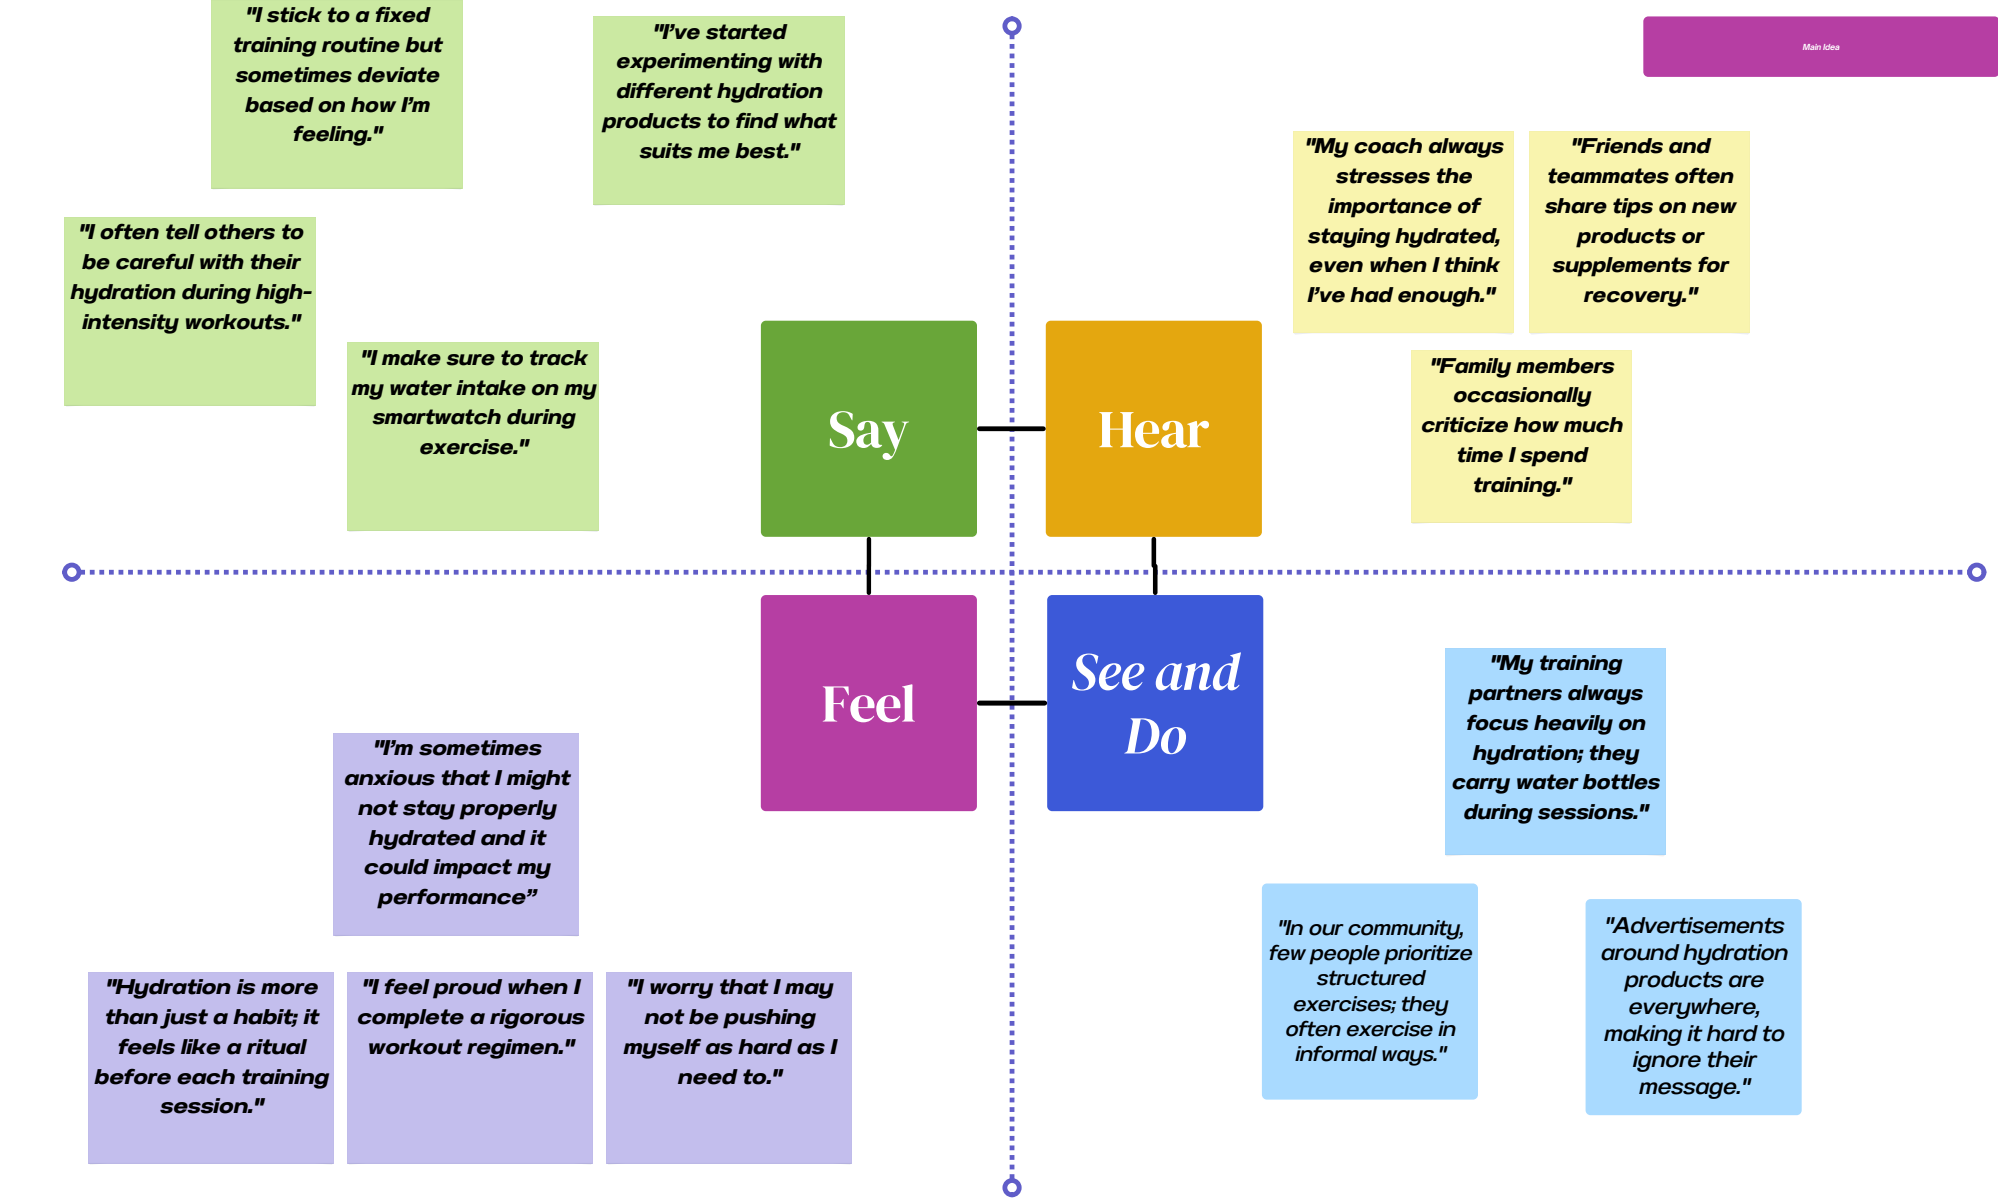 "I stick to a fixed
training routine but
sometimes deviate
based on how I'm
feeling."
"I've started
experimenting with
different hydration
products to find what
suits me best."
"I often tell others to
be careful with their
hydration during high-
intensity workouts."
"I make sure to track
my water intake on my
smartwatch during
exercise."
Say
Main Idea
"My coach always
stresses the
importance of
staying hydrated,
even when I think
I've had enough."
"Friends and
teammates often
share tips on new
products or
supplements for
recovery."
"Family members
occasionally
criticize how much
time I spend
training."
Hear
Feel
"I'm sometimes
anxious that I might
not stay properly
hydrated and it
could impact my
performance”
"Hydration is more
than just a habit; it
feels like a ritual
before each training
session."
"I feel proud when I
complete a rigorous
workout regimen."
"I worry that I may
not be pushing
myself as hard as I
need to."
See and
Do
"My training
partners always
focus heavily on
hydration; they
carry water bottles
during sessions."
"In our community,
few people prioritize
structured
exercises; they
often exercise in
informal ways."
"Advertisements
around hydration
products are
everywhere,
making it hard to
ignore their
message."